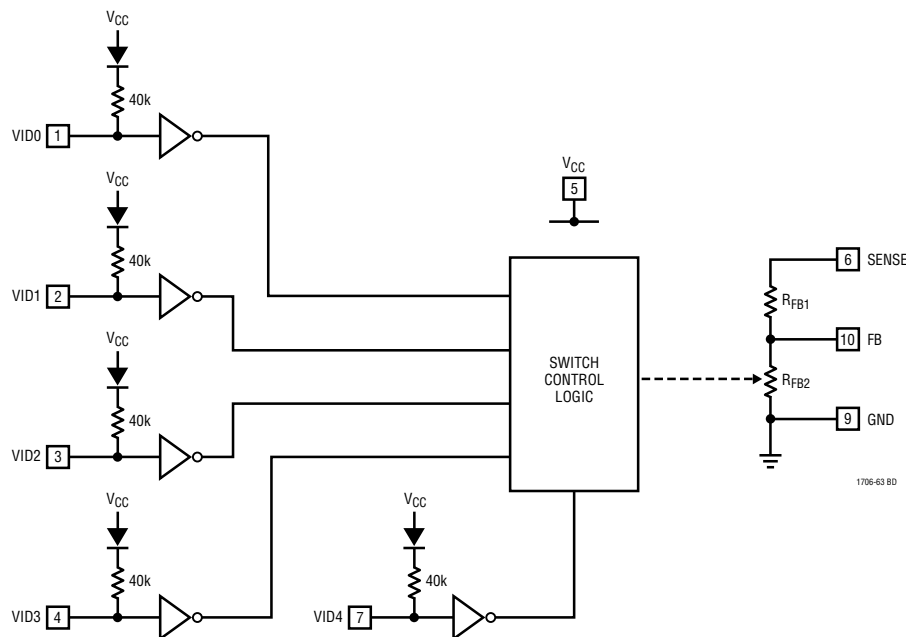 VCC
40k
VID0 1
VCC
40k
VID1 2
VCC
40k
VID2 3
VCC
40k
VID3 4
VCC
40k
VID4 7
VCC
5
SWITCH
CONTROL
LOGIC
6 SENSE
RFB1
10 FB
RFB2
9 GND
1706-63 BD